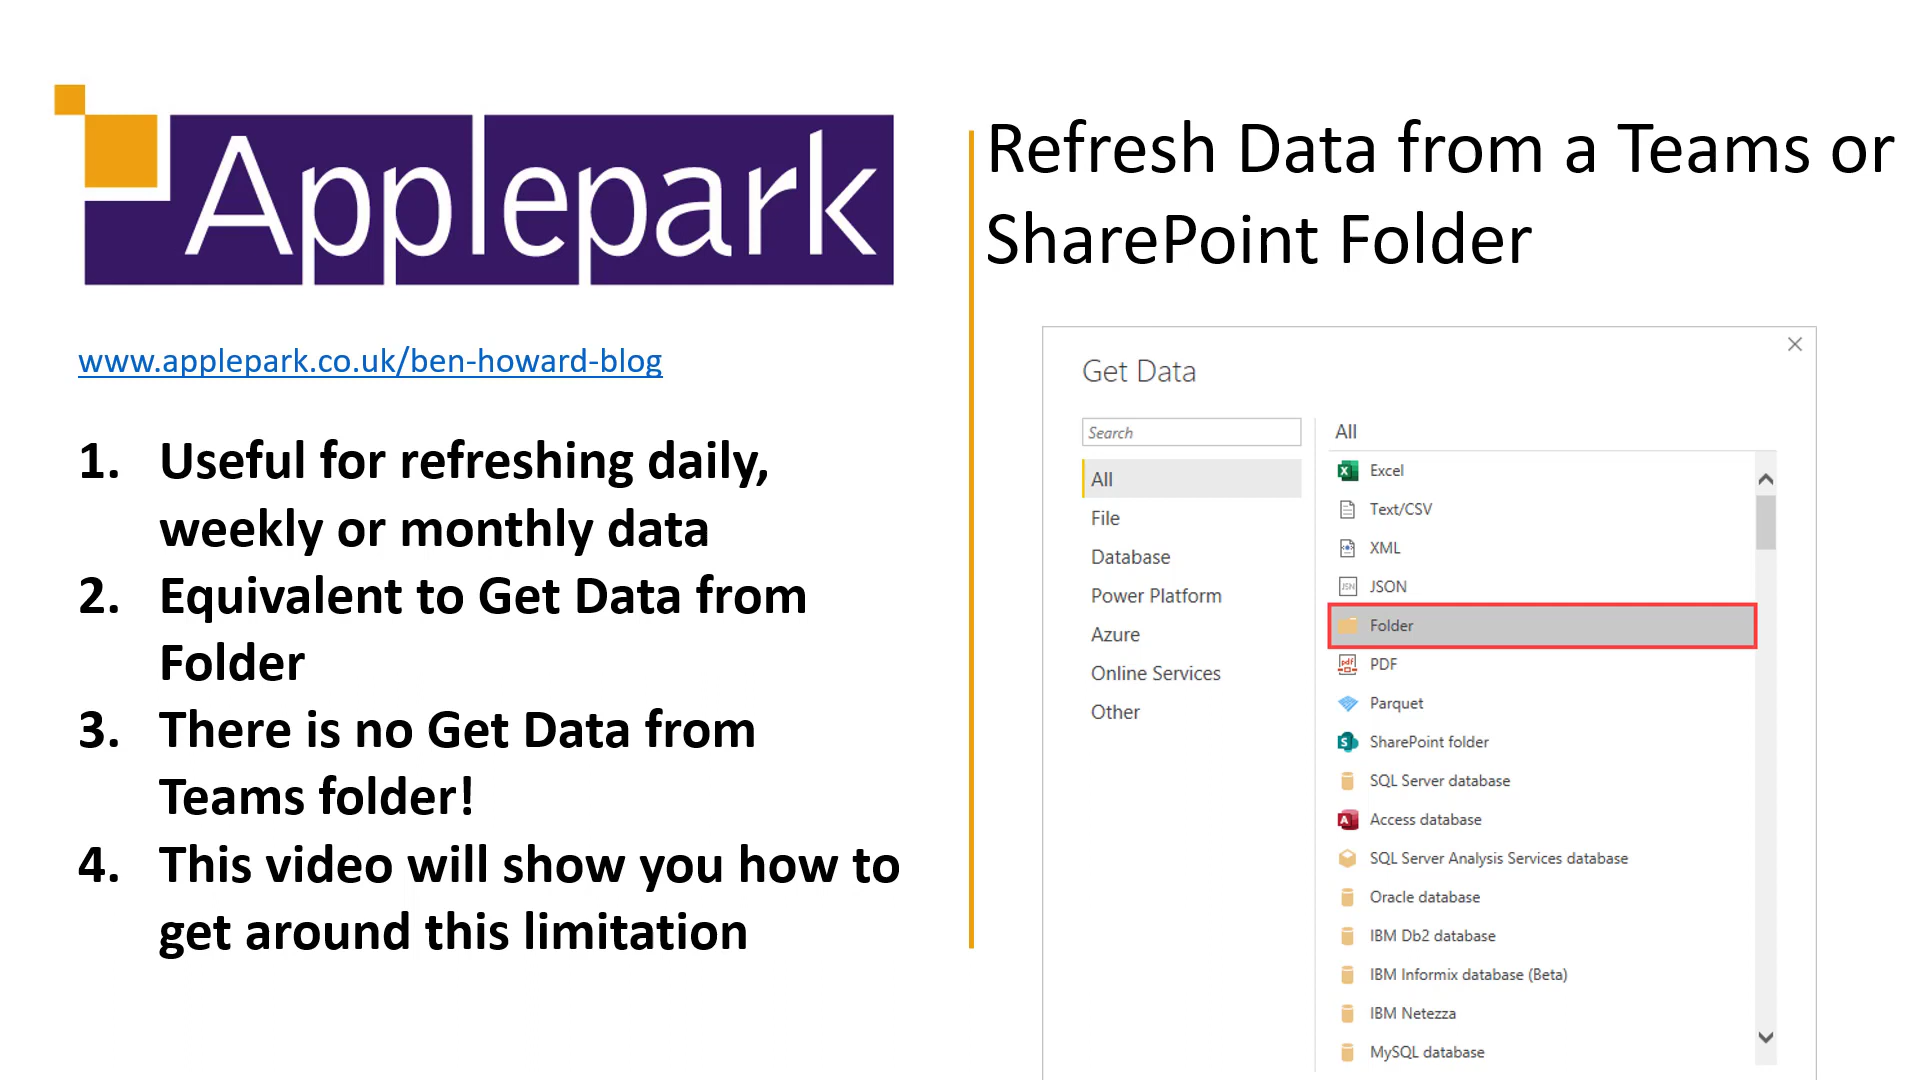 Applepark
www.applepark.co.uk/ben-howard-blog
1. Useful for refreshing daily,
weekly or monthly data
2. Equivalent to Get Data from
Folder
3. There is no Get Data from
Teams folder!
4. This video will show you how to
get around this limitation
Refresh Data from a Teams or
SharePoint Folder
Get Data
Search
All
File
Database
Power Platform
Azure
Online Services
Other
All
Excel
Text/CSV
XML
JSON
Folder
PDF
Parquet
SharePoint folder
SQL Server database
Access database
SQL Server Analysis Services database
Oracle database
IBM Db2 database
IBM Informix database (Beta)
IBM Netezza
MySQL database